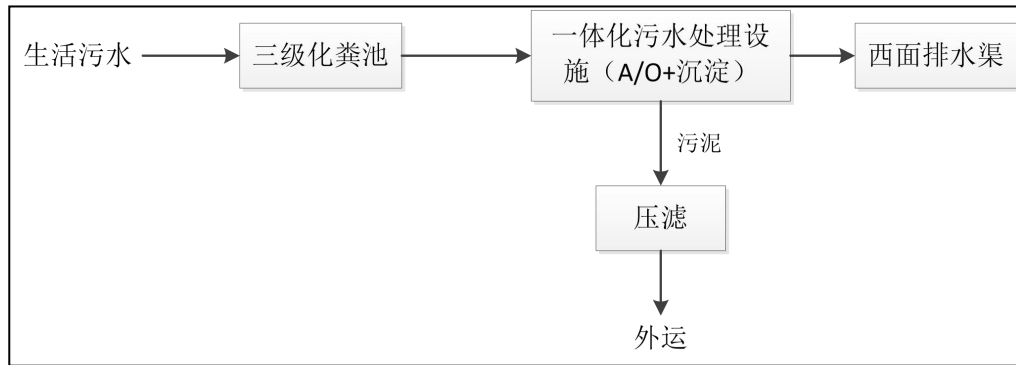 生活污水
三级化粪池
一体化污水处理设
施（A/O+沉淀）
西面排水渠
污泥
压滤
外运